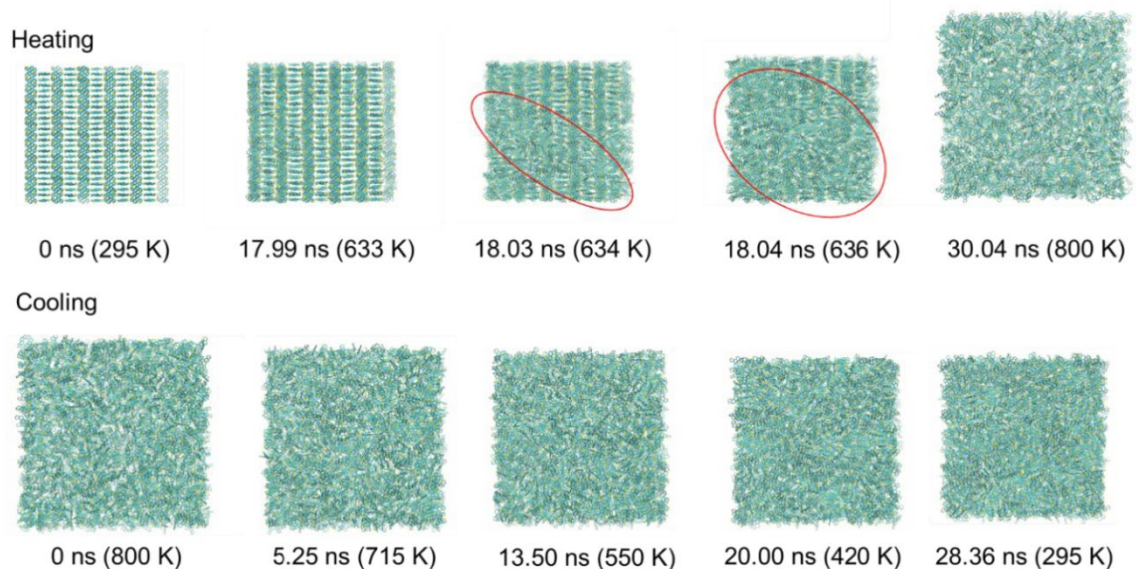 Heating
0 ns (295 K)
17.99 ns (633 K)
18.03 ns (634 K)
18.04 ns (636 K)
30.04 ns (800 K)
Cooling
0 ns (800 K)
5.25 ns (715 K)
13.50 ns (550 K)
20.00 ns (420 K)
28.36 ns (295 K)